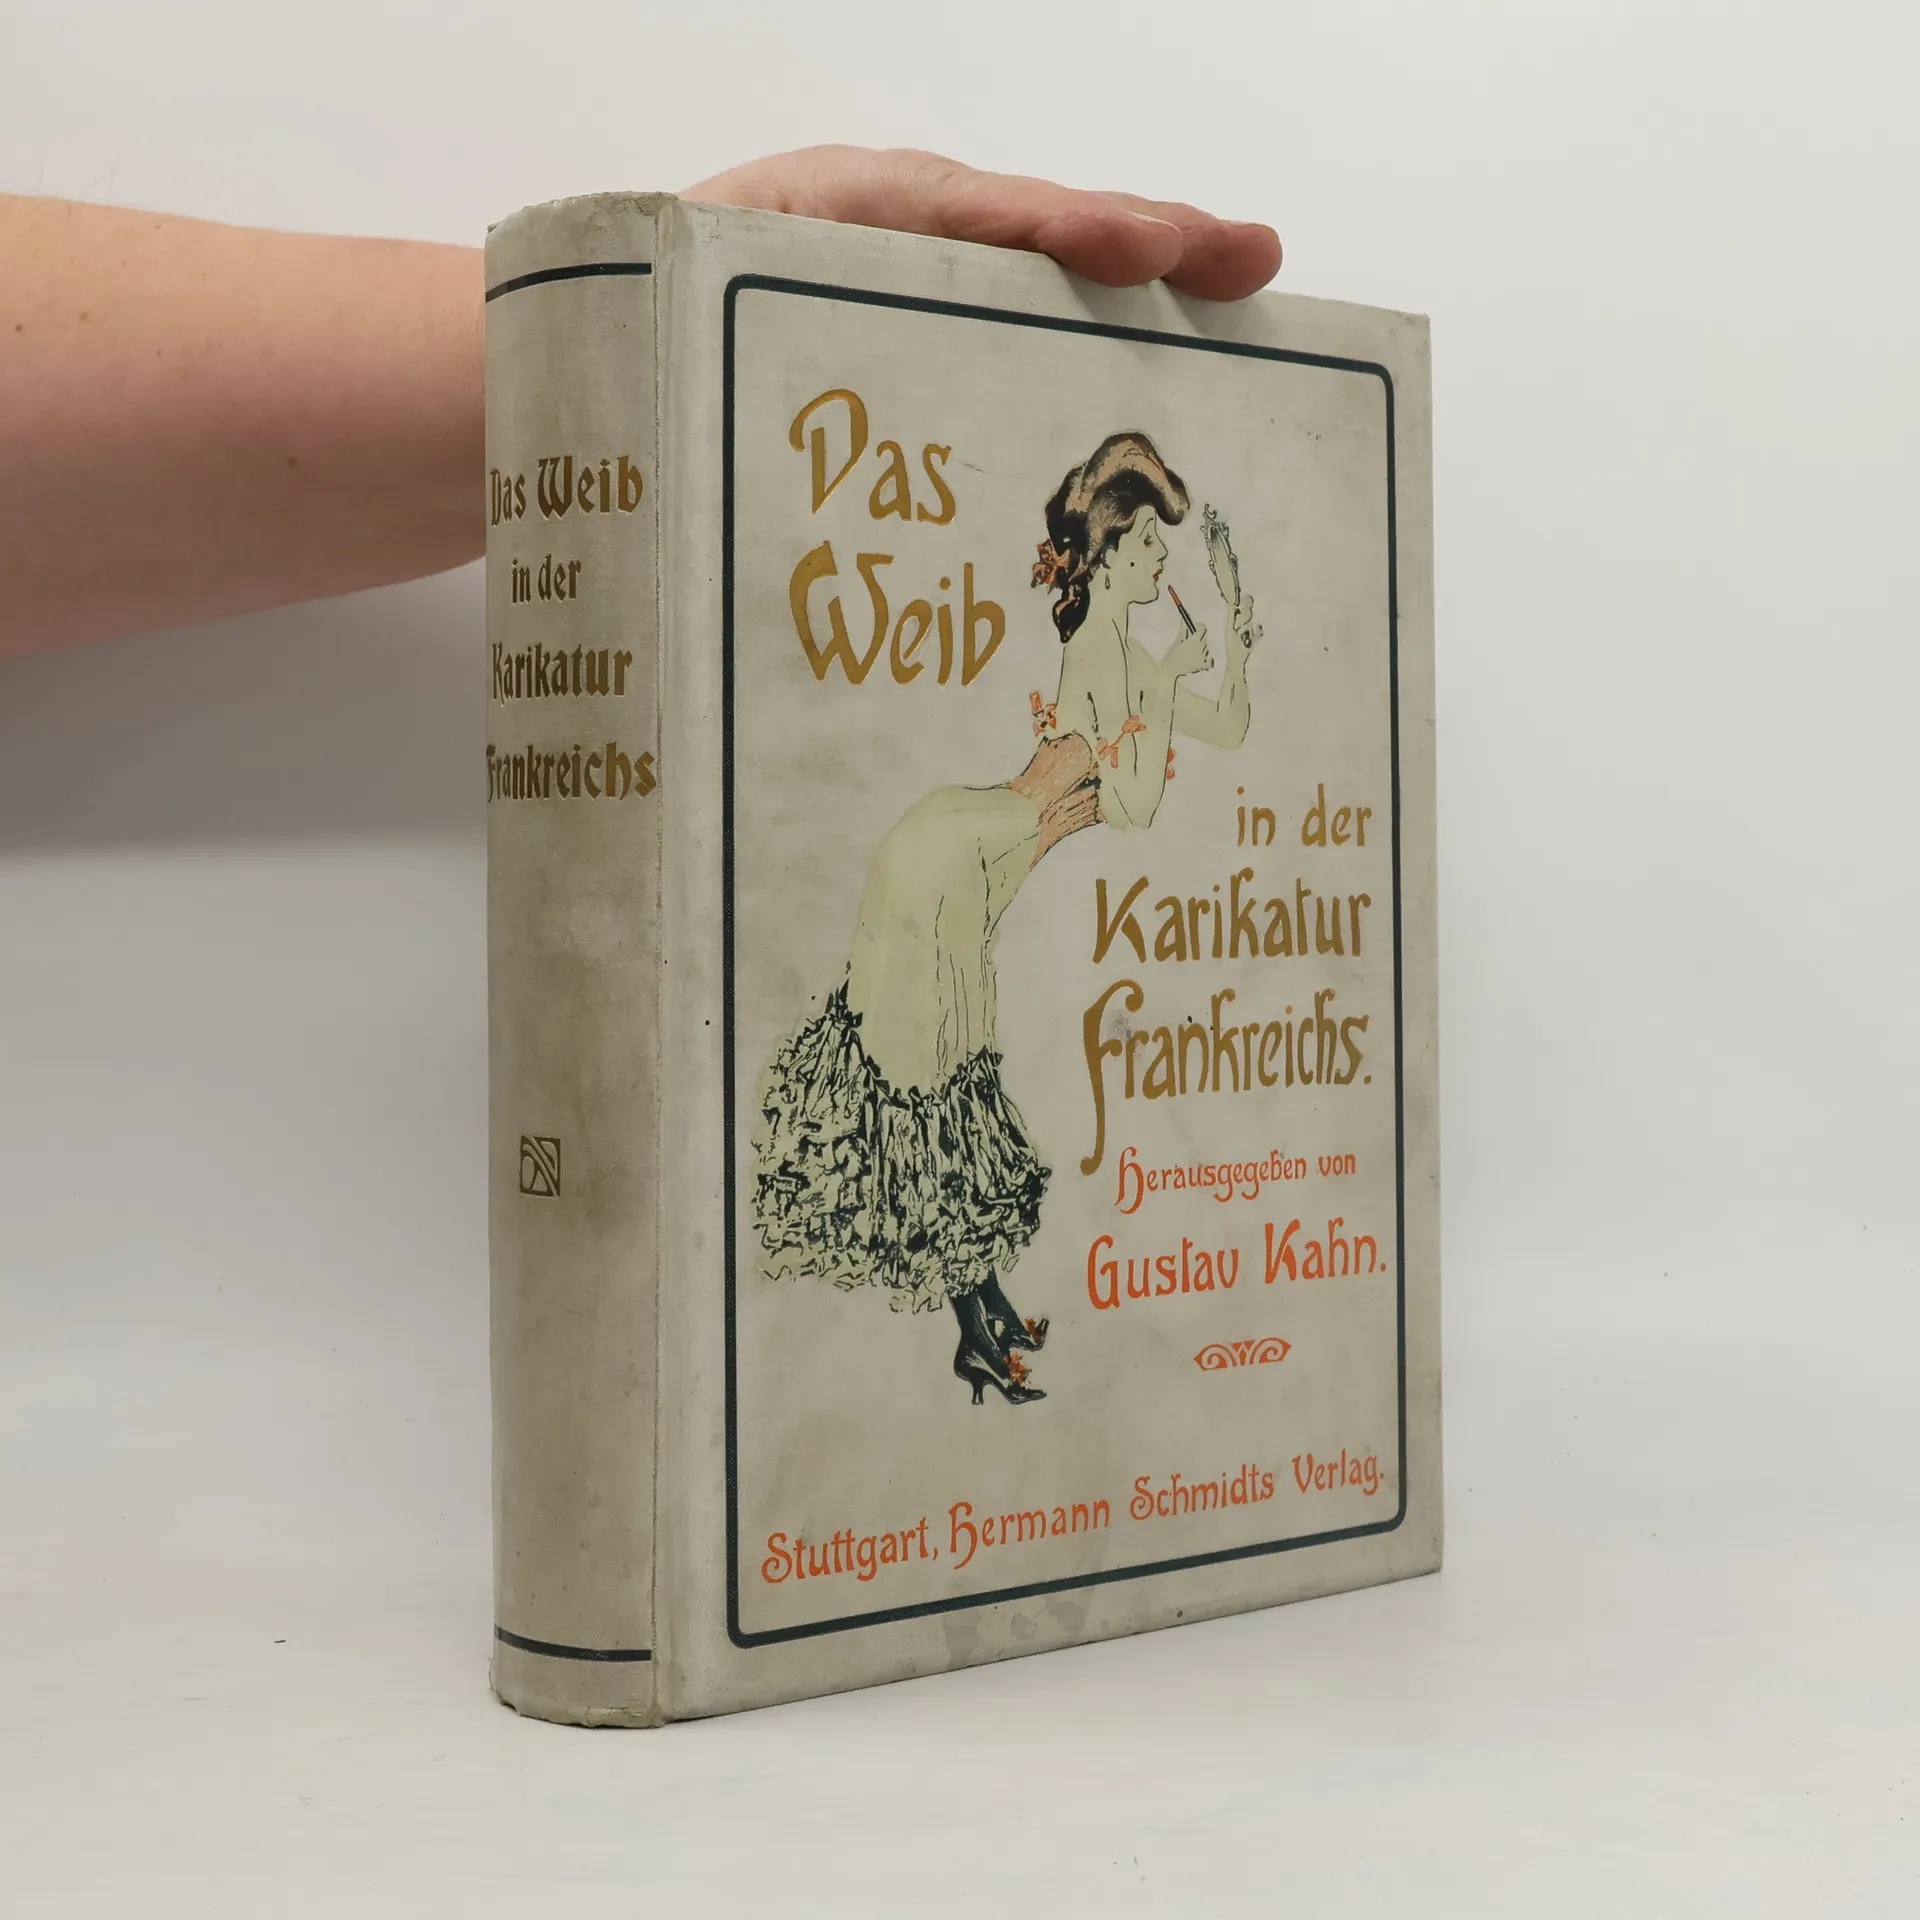 Das Weib
in der
Karikatur
Frankreichs
Das
Weib
in der
Karikatur
Frankreichs.
Herausgegeben von
Gustav Kahn.
Stuttgart, Hermann Schmidts Verlag.